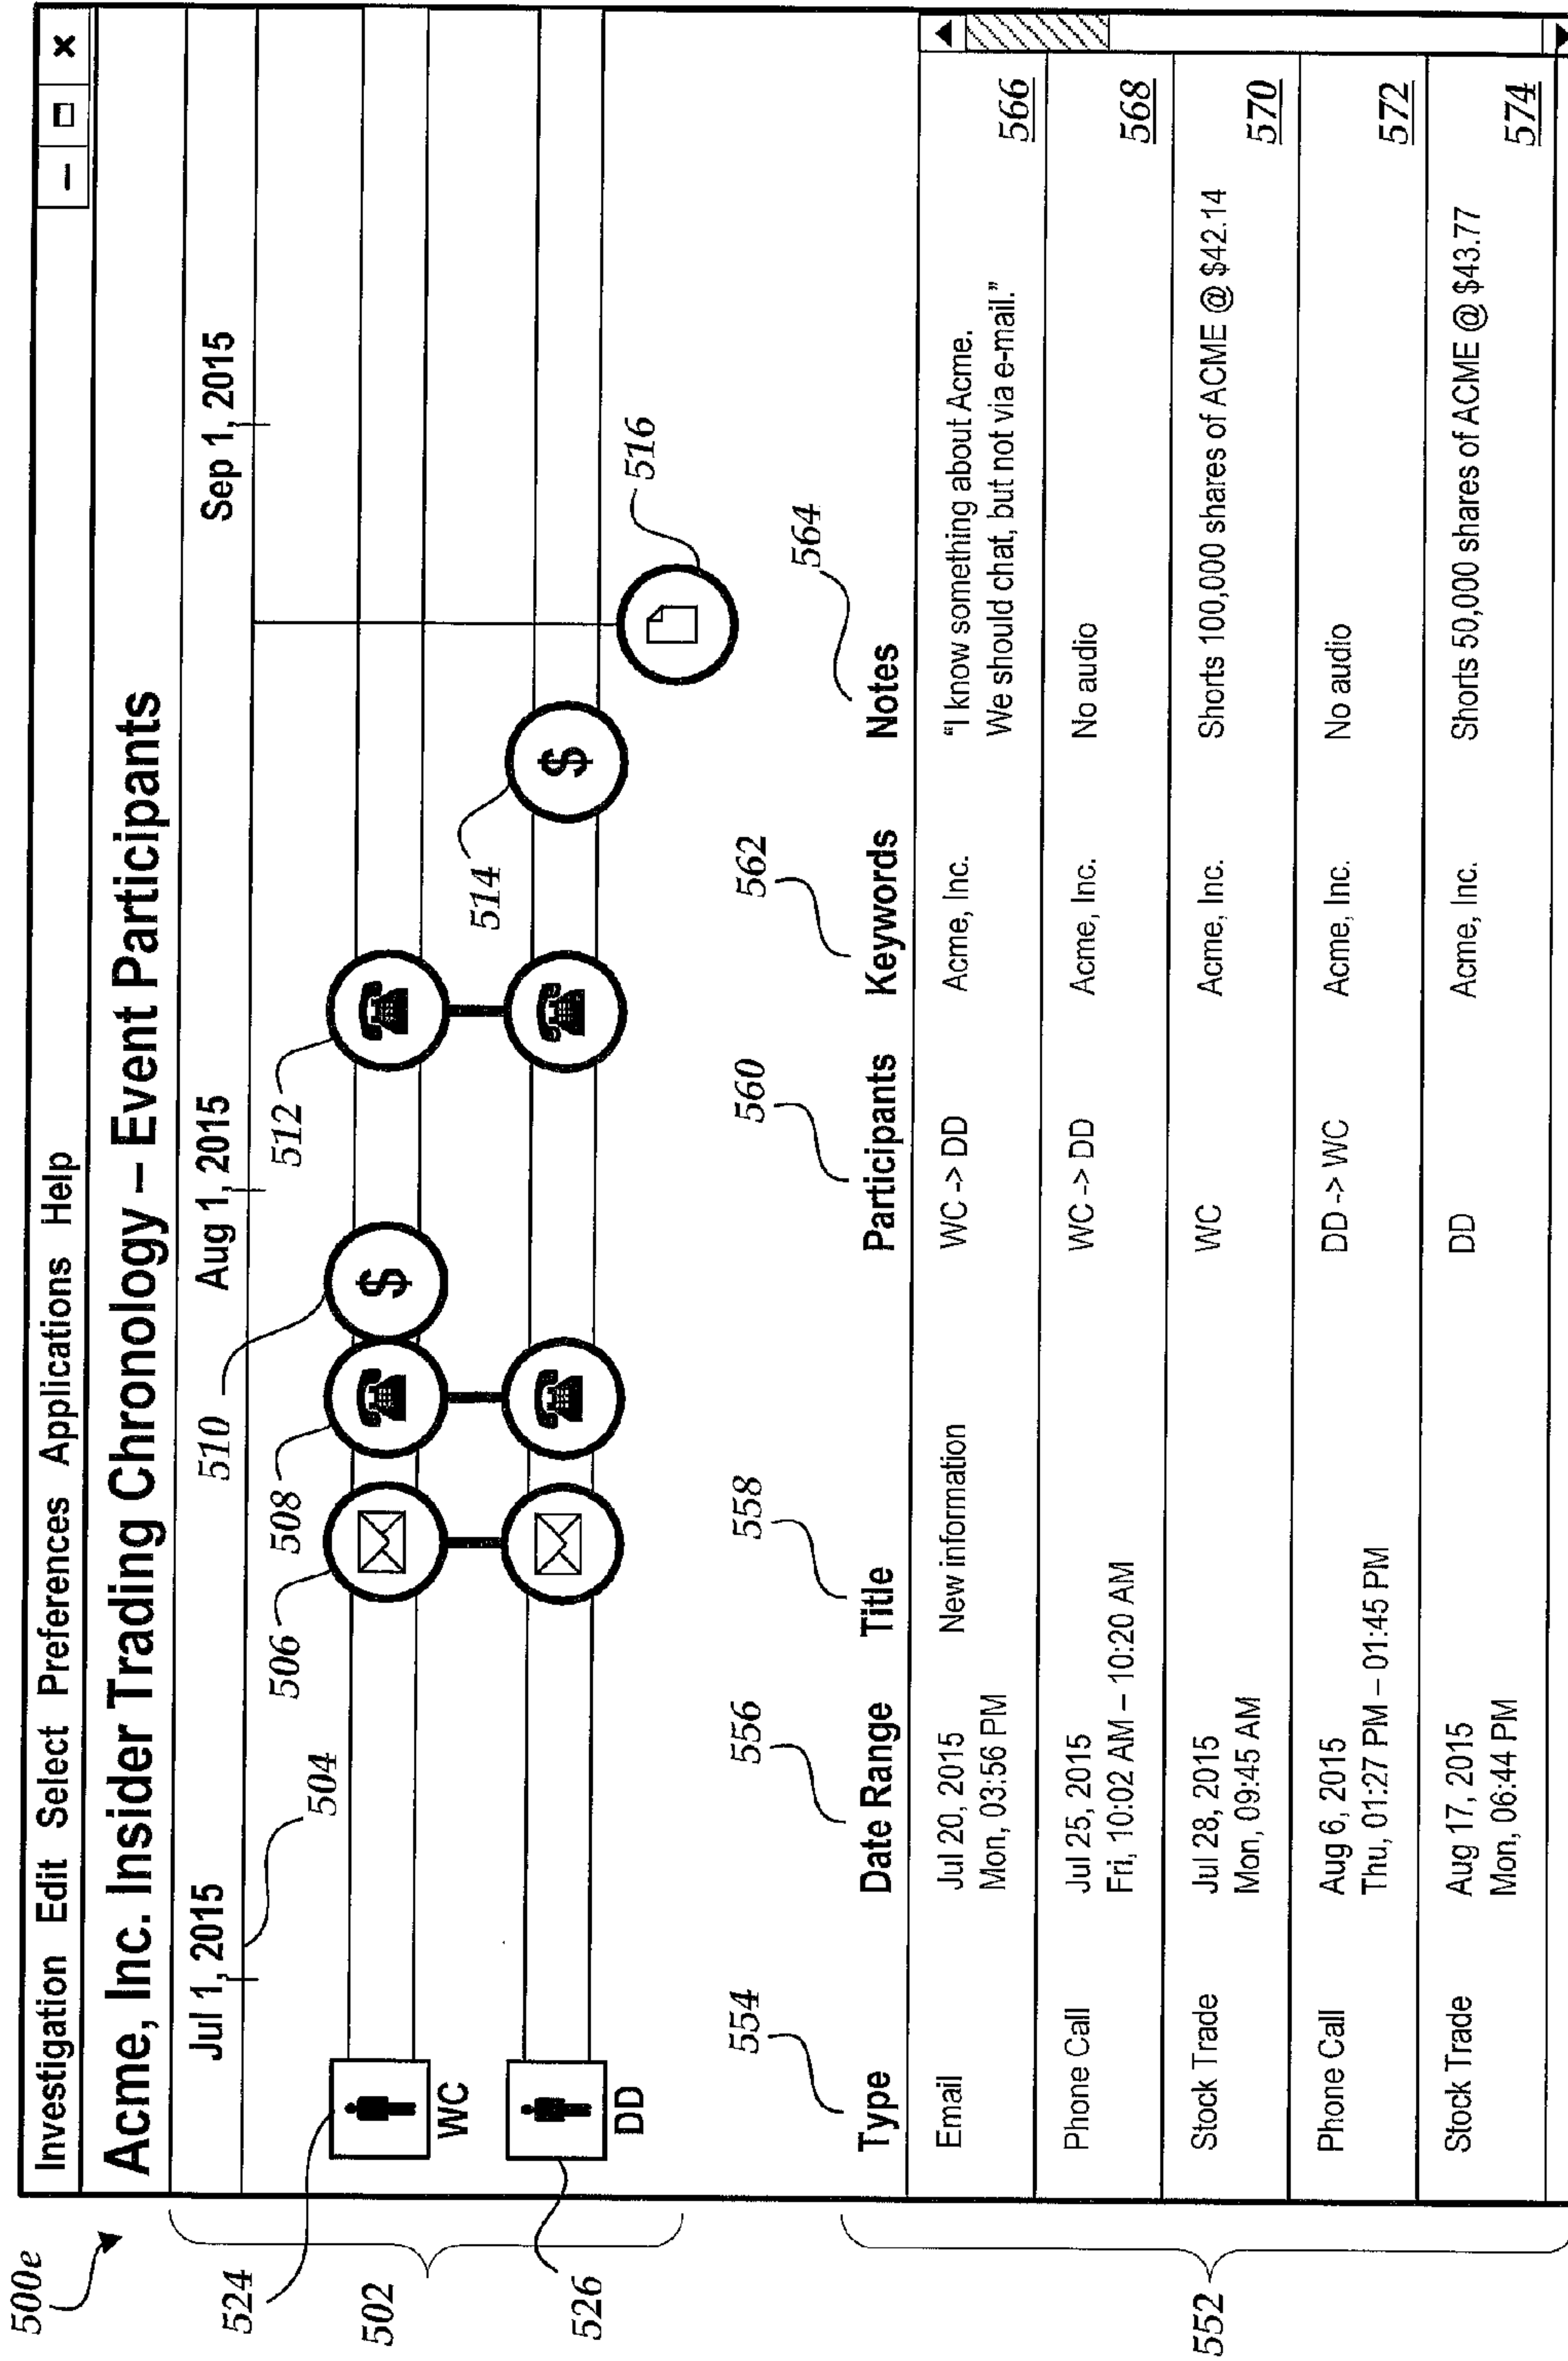 500e
Investigation Edit Select Preferences Applications Help
Acme, Inc. Insider Trading Chronology – Event Participants
Jul 1, 2015
Aug 1, 2015
Sep 1, 2015
504
506
508
510
512
514
516
524
WC
502
526
DD
$
$
554
556
558
560
562
564
Type Date Range Title Participants Keywords Notes
Email Jul 20, 2015 New information WC -> DD Acme, Inc. “I know something about Acme.
Mon, 03:56 PM We should chat, but not via e-mail.” 566
Phone Call Jul 25, 2015 WC -> DD Acme, Inc. No audio
Fri, 10:02 AM – 10:20 AM 568
Stock Trade Jul 28, 2015 WC Acme, Inc. Shorts 100,000 shares of ACME @ $42.14
Mon, 09:45 AM 570
Phone Call Aug 6, 2015 DD -> WC Acme, Inc. No audio
Thu, 01:27 PM – 01:45 PM 572
Stock Trade Aug 17, 2015 DD Acme, Inc. Shorts 50,000 shares of ACME @ $43.77
Mon, 06:44 PM 574
552